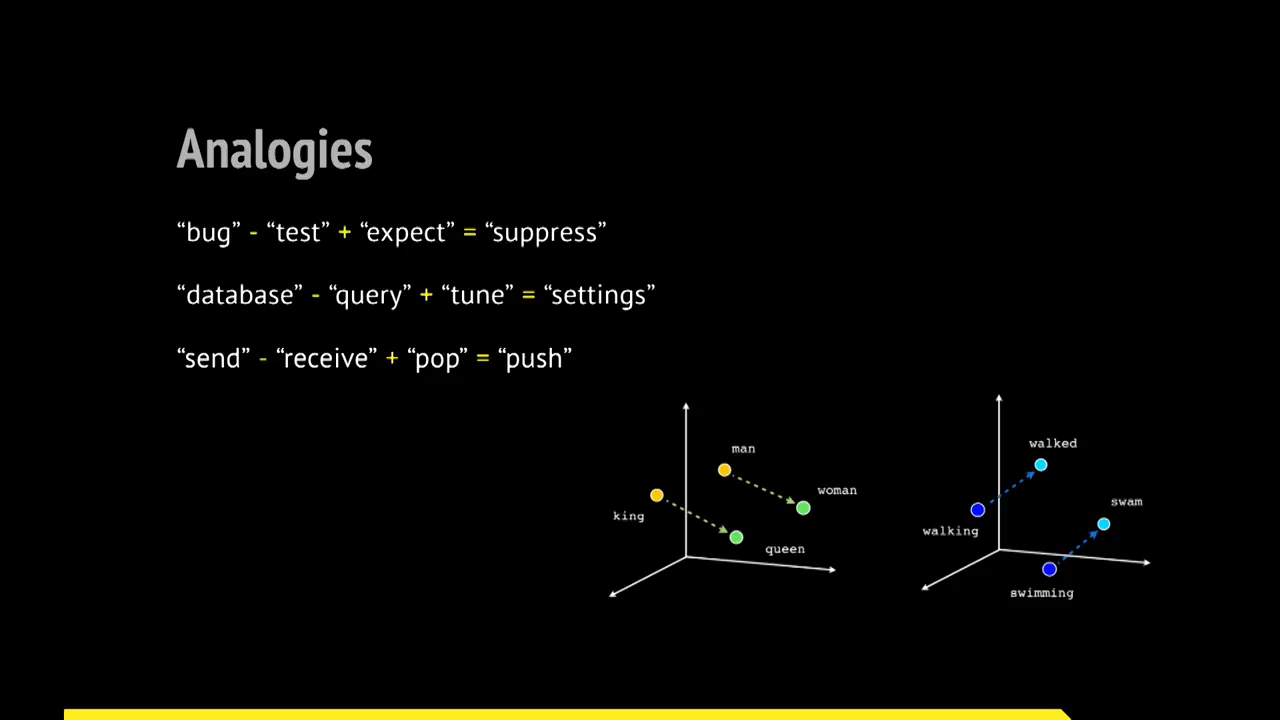 Analogies
“bug” - “test” + “expect” = “suppress”
“database” - “query” + “tune” = “settings”
“send” - “receive” + “pop” = “push”
man
woman
king
queen
walked
swam
walking
swimming